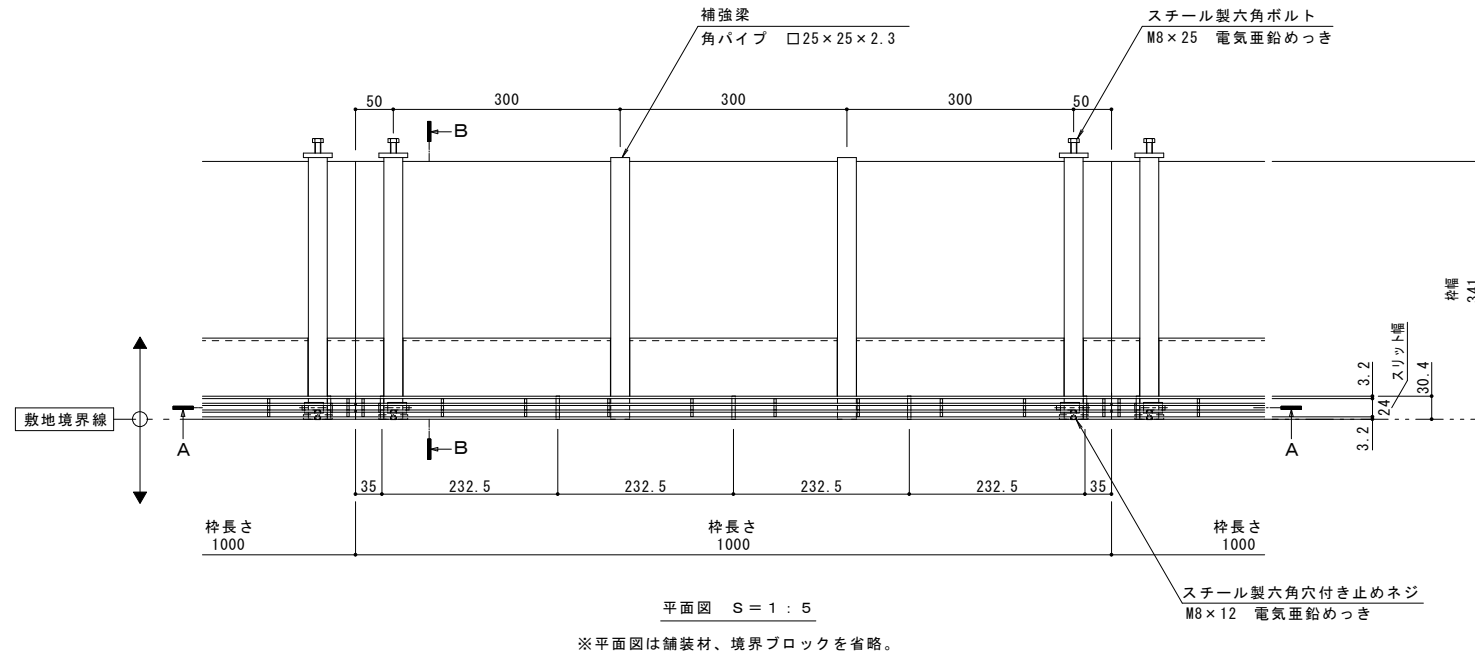 補強梁
角パイプ □25×25×2.3
スチール製六角ボルト
M8×25 電気亜鉛めっき
50
300
300
300
50
B
枠幅
341
スリット幅
3.2
30.4
24
3.2
敷地境界線
A
A
B
35
232.5
232.5
232.5
232.5
35
枠長さ
1000
枠長さ
1000
枠長さ
1000
スチール製六角穴付き止めネジ
M8×12 電気亜鉛めっき
平面図 S＝1：5
※平面図は舗装材、境界ブロックを省略。